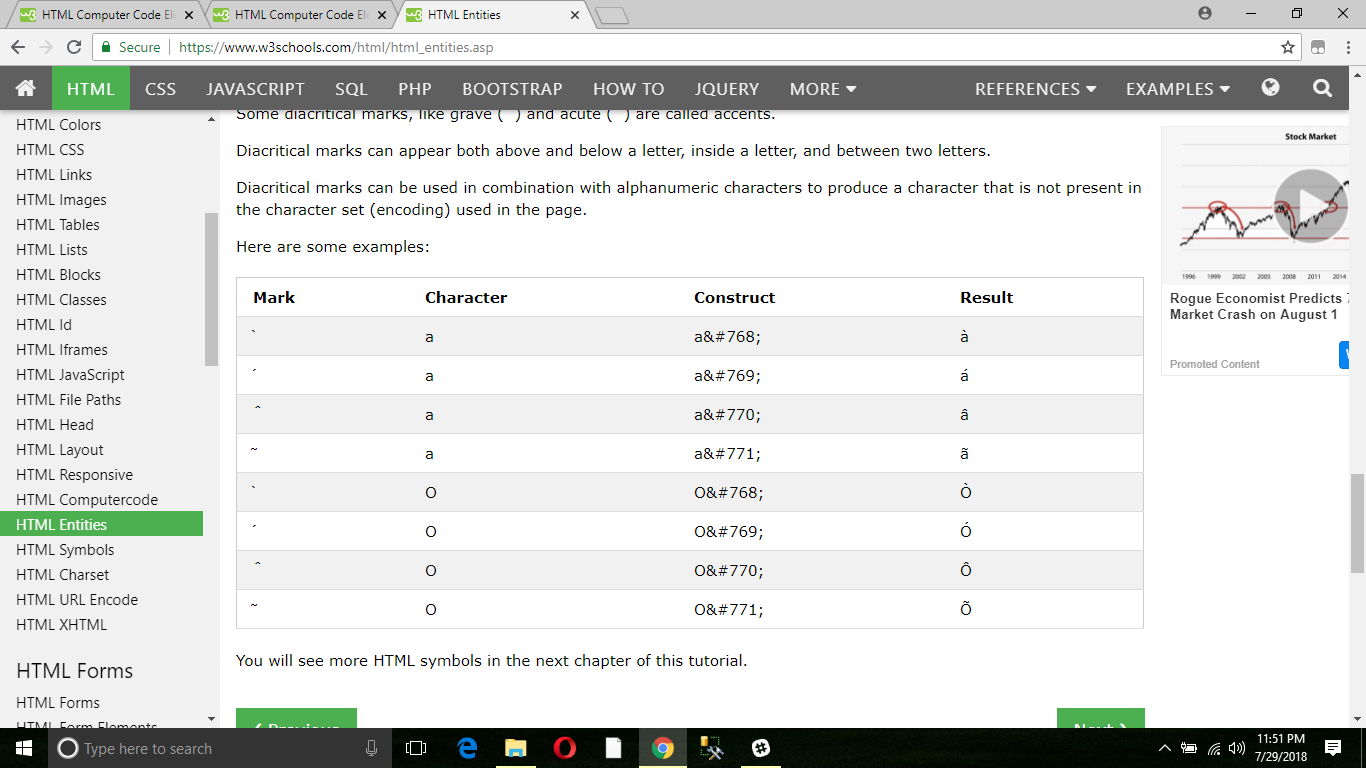 HTML Computer Code El
HTML Computer Code El
HTML Entities
Secure
https://www.w3schools.com/html/html_entities.asp
HTML CSS JAVASCRIPT SQL PHP BOOTSTRAP HOW TO JQUERY MORE REFERENCES EXAMPLES
HTML Colors
HTML CSS
HTML Links
HTML Images
HTML Tables
HTML Lists
HTML Blocks
HTML Classes
HTML Id
HTML Iframes
HTML JavaScript
HTML File Paths
HTML Head
HTML Layout
HTML Responsive
HTML Computercode
HTML Entities
HTML Symbols
HTML Charset
HTML URL Encode
HTML XHTML
HTML Forms
HTML Forms
HTML Form Elements
Some diacritical marks, like grave ( ̀ ) and acute ( ́ ) are called accents.
Diacritical marks can appear both above and below a letter, inside a letter, and between two letters.
Diacritical marks can be used in combination with alphanumeric characters to produce a character that is not present in
the character set (encoding) used in the page.
Here are some examples:
Mark Character Construct Result
̀ a a&#768; à
́ a a&#769; á
̂ a a&#770; â
̃ a a&#771; ã
̀ O O&#768; Ò
́ O O&#769; Ó
̂ O O&#770; Ô
̃ O O&#771; Õ
You will see more HTML symbols in the next chapter of this tutorial.
❮ Previous
Next ❯
Stock Market
1996 1999 2002 2005 2008 2011 2014
Rogue Economist Predicts
Market Crash on August 1
Promoted Content
Type here to search
11:51 PM
7/29/2018